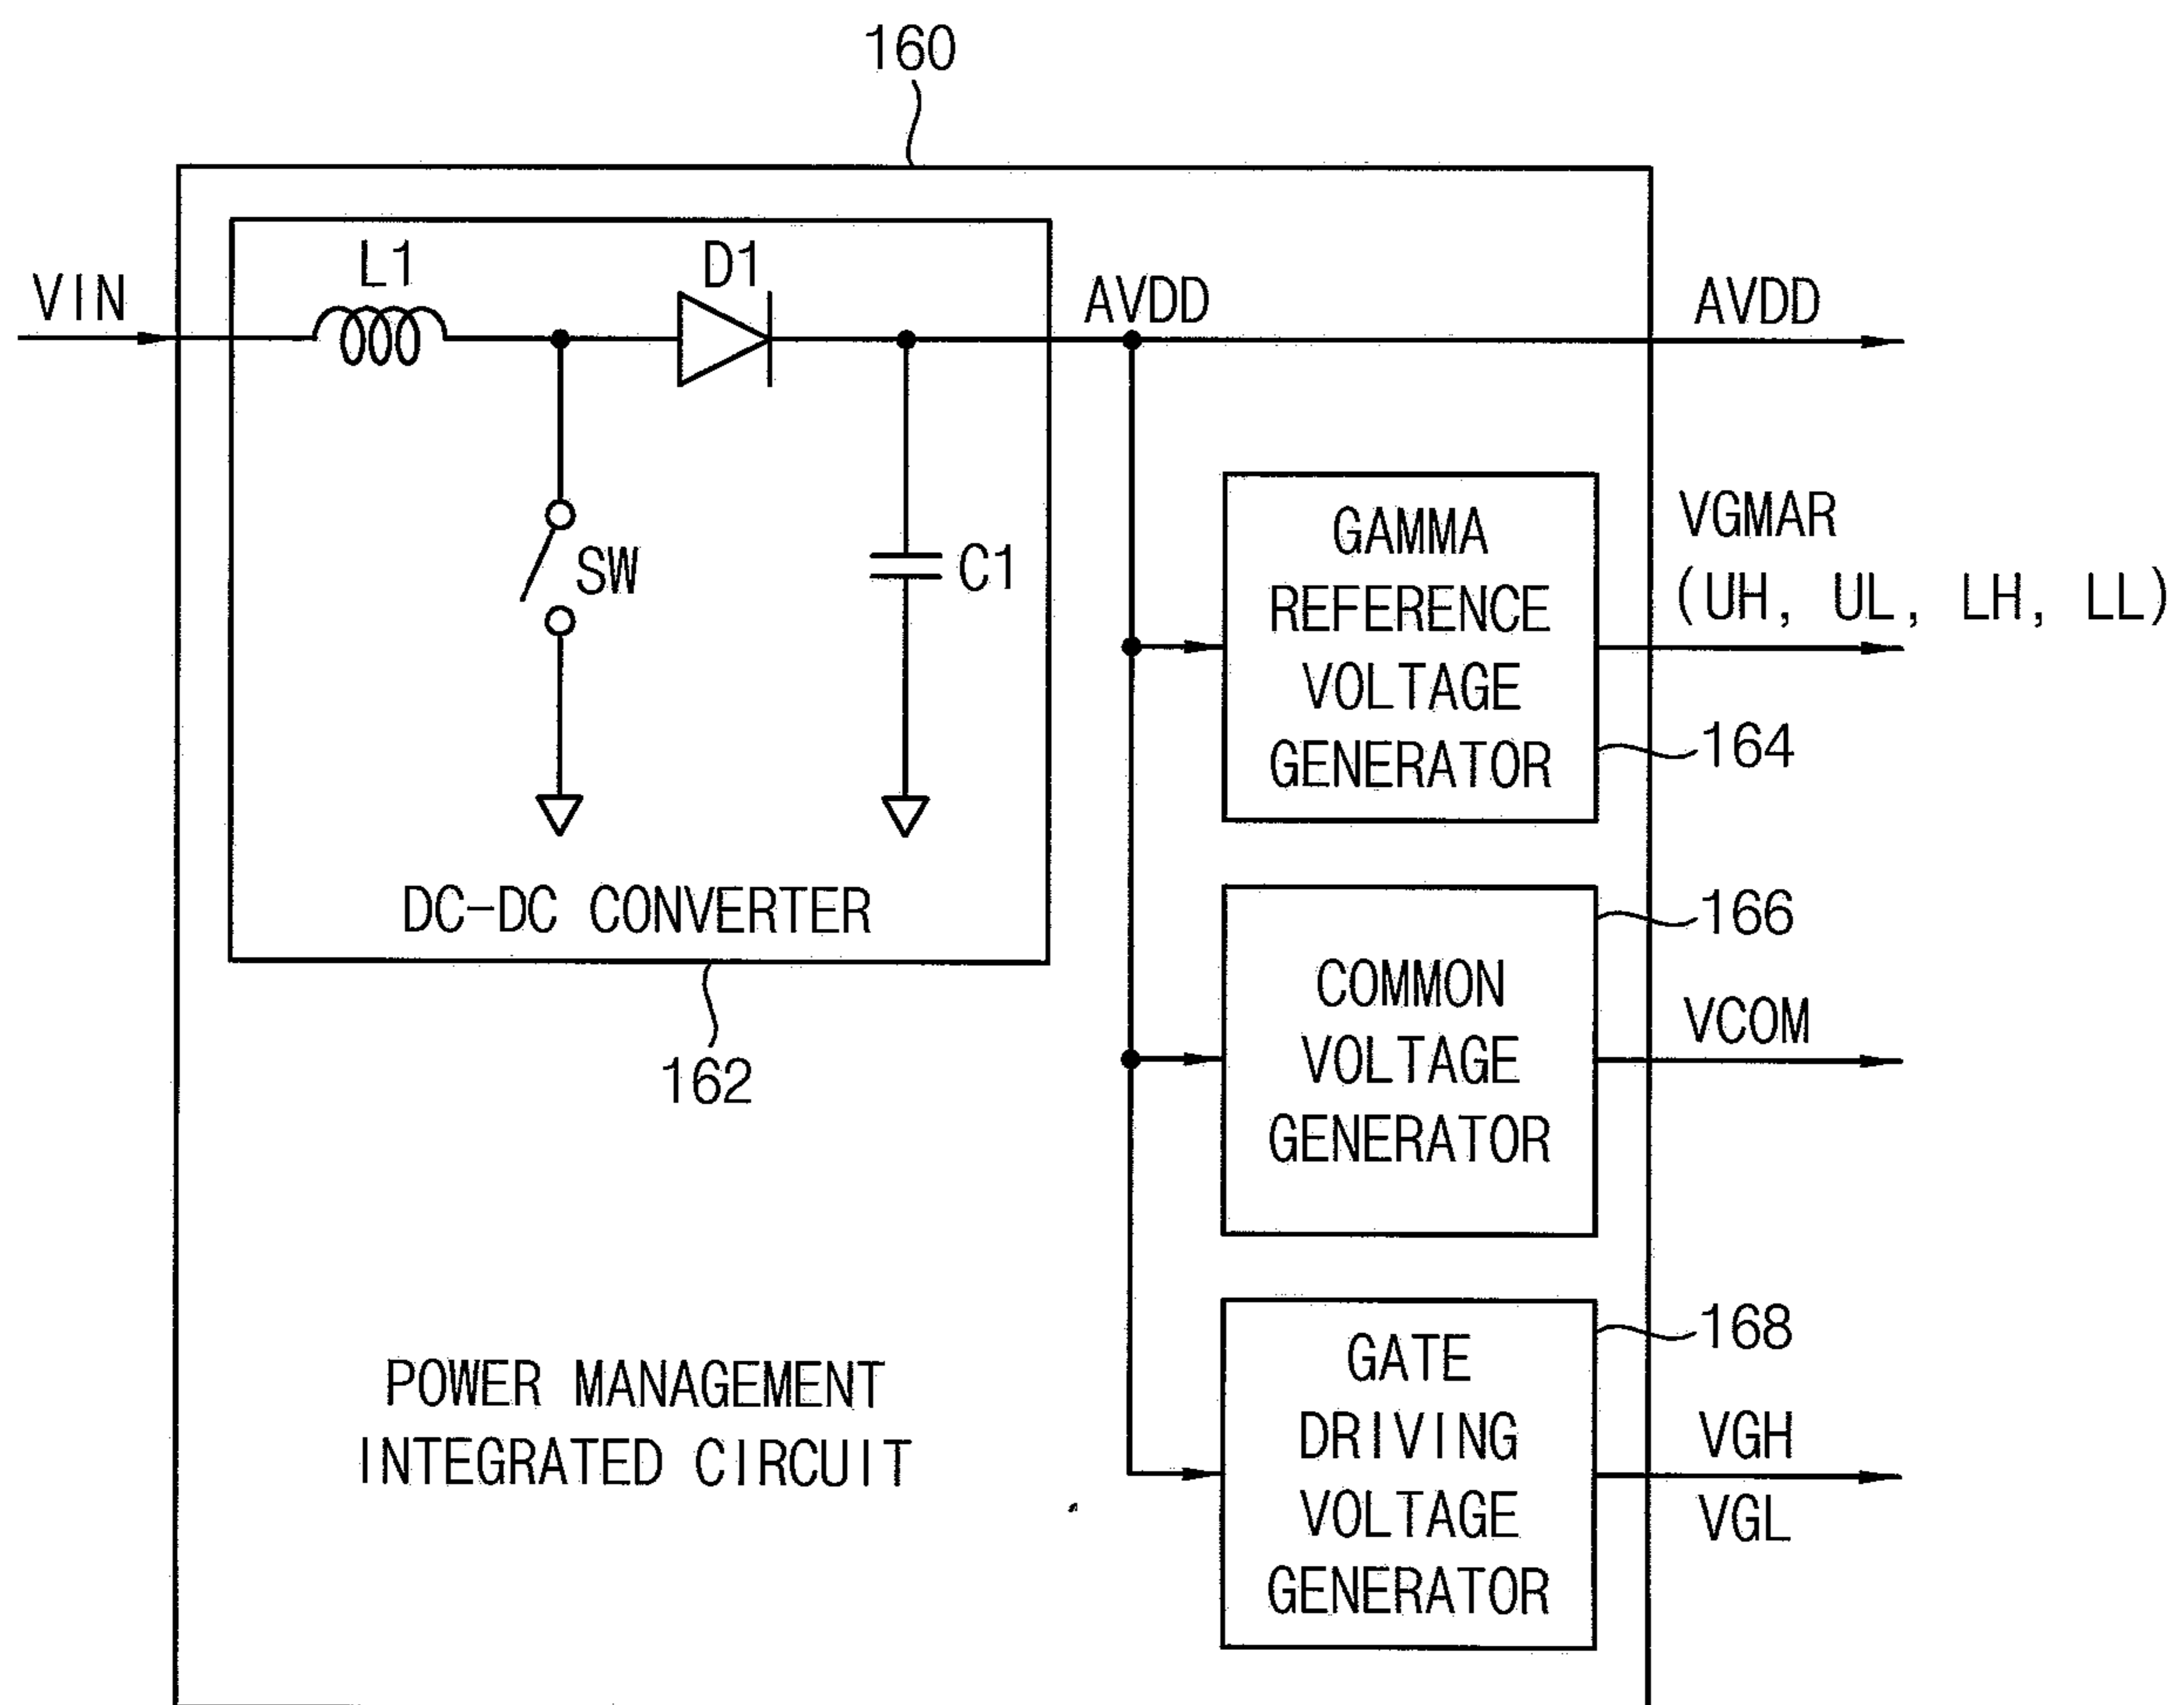 160
L1
D1
VIN
AVDD
AVDD
SW
C1
GAMMA
REFERENCE
VOLTAGE
GENERATOR
VGMAR
(UH, UL, LH, LL)
164
DC-DC CONVERTER
162
166
COMMON
VOLTAGE
GENERATOR
VCOM
168
GATE
DRIVING
VOLTAGE
GENERATOR
VGH
VGL
POWER MANAGEMENT
INTEGRATED CIRCUIT